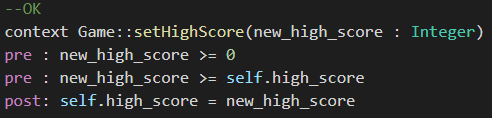 --OK
context Game::setHighScore(new_high_score : Integer)
pre : new_high_score >= 0
pre : new_high_score >= self.high_score
post: self.high_score = new_high_score